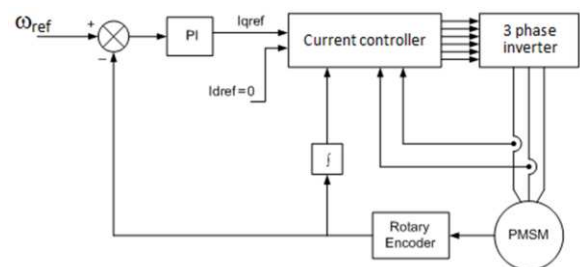 ωref
+
−
PI
Iqref
Idref=0
Current controller
3 phase
inverter
∫
Rotary
Encoder
PMSM